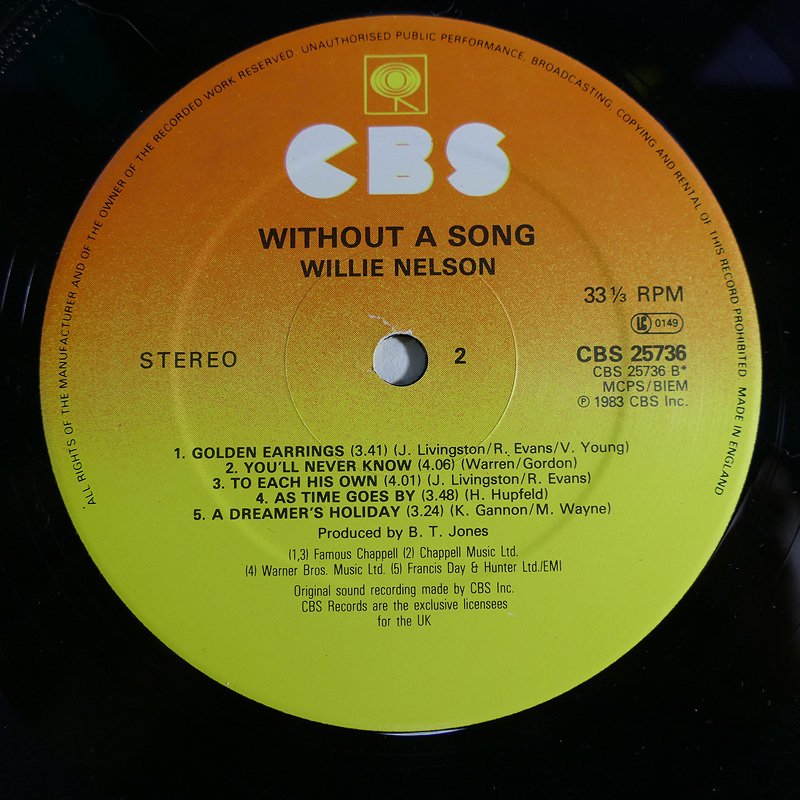 ALL RIGHTS OF THE MANUFACTURER AND OF THE OWNER OF THE RECORDED WORK RESERVED. UNAUTHORISED PUBLIC PERFORMANCE, BROADCASTING, COPYING AND RENTAL OF THIS RECORD PROHIBITED. MADE IN ENGLAND
CBS
WITHOUT A SONG
WILLIE NELSON
33⅓ RPM
LC 0149
STEREO
2
CBS 25736
CBS 25736 B*
MCPS/BIEM
℗ 1983 CBS Inc.
1. GOLDEN EARRINGS (3.41) (J. Livingston/R. Evans/V. Young)
2. YOU'LL NEVER KNOW (4.06) (Warren/Gordon)
3. TO EACH HIS OWN (4.01) (J. Livingston/R. Evans)
4. AS TIME GOES BY (3.48) (H. Hupfeld)
5. A DREAMER'S HOLIDAY (3.24) (K. Gannon/M. Wayne)
Produced by B. T. Jones
(1,3) Famous Chappell (2) Chappell Music Ltd.
(4) Warner Bros. Music Ltd. (5) Francis Day & Hunter Ltd./EMI
Original sound recording made by CBS Inc.
CBS Records are the exclusive licensees
for the UK